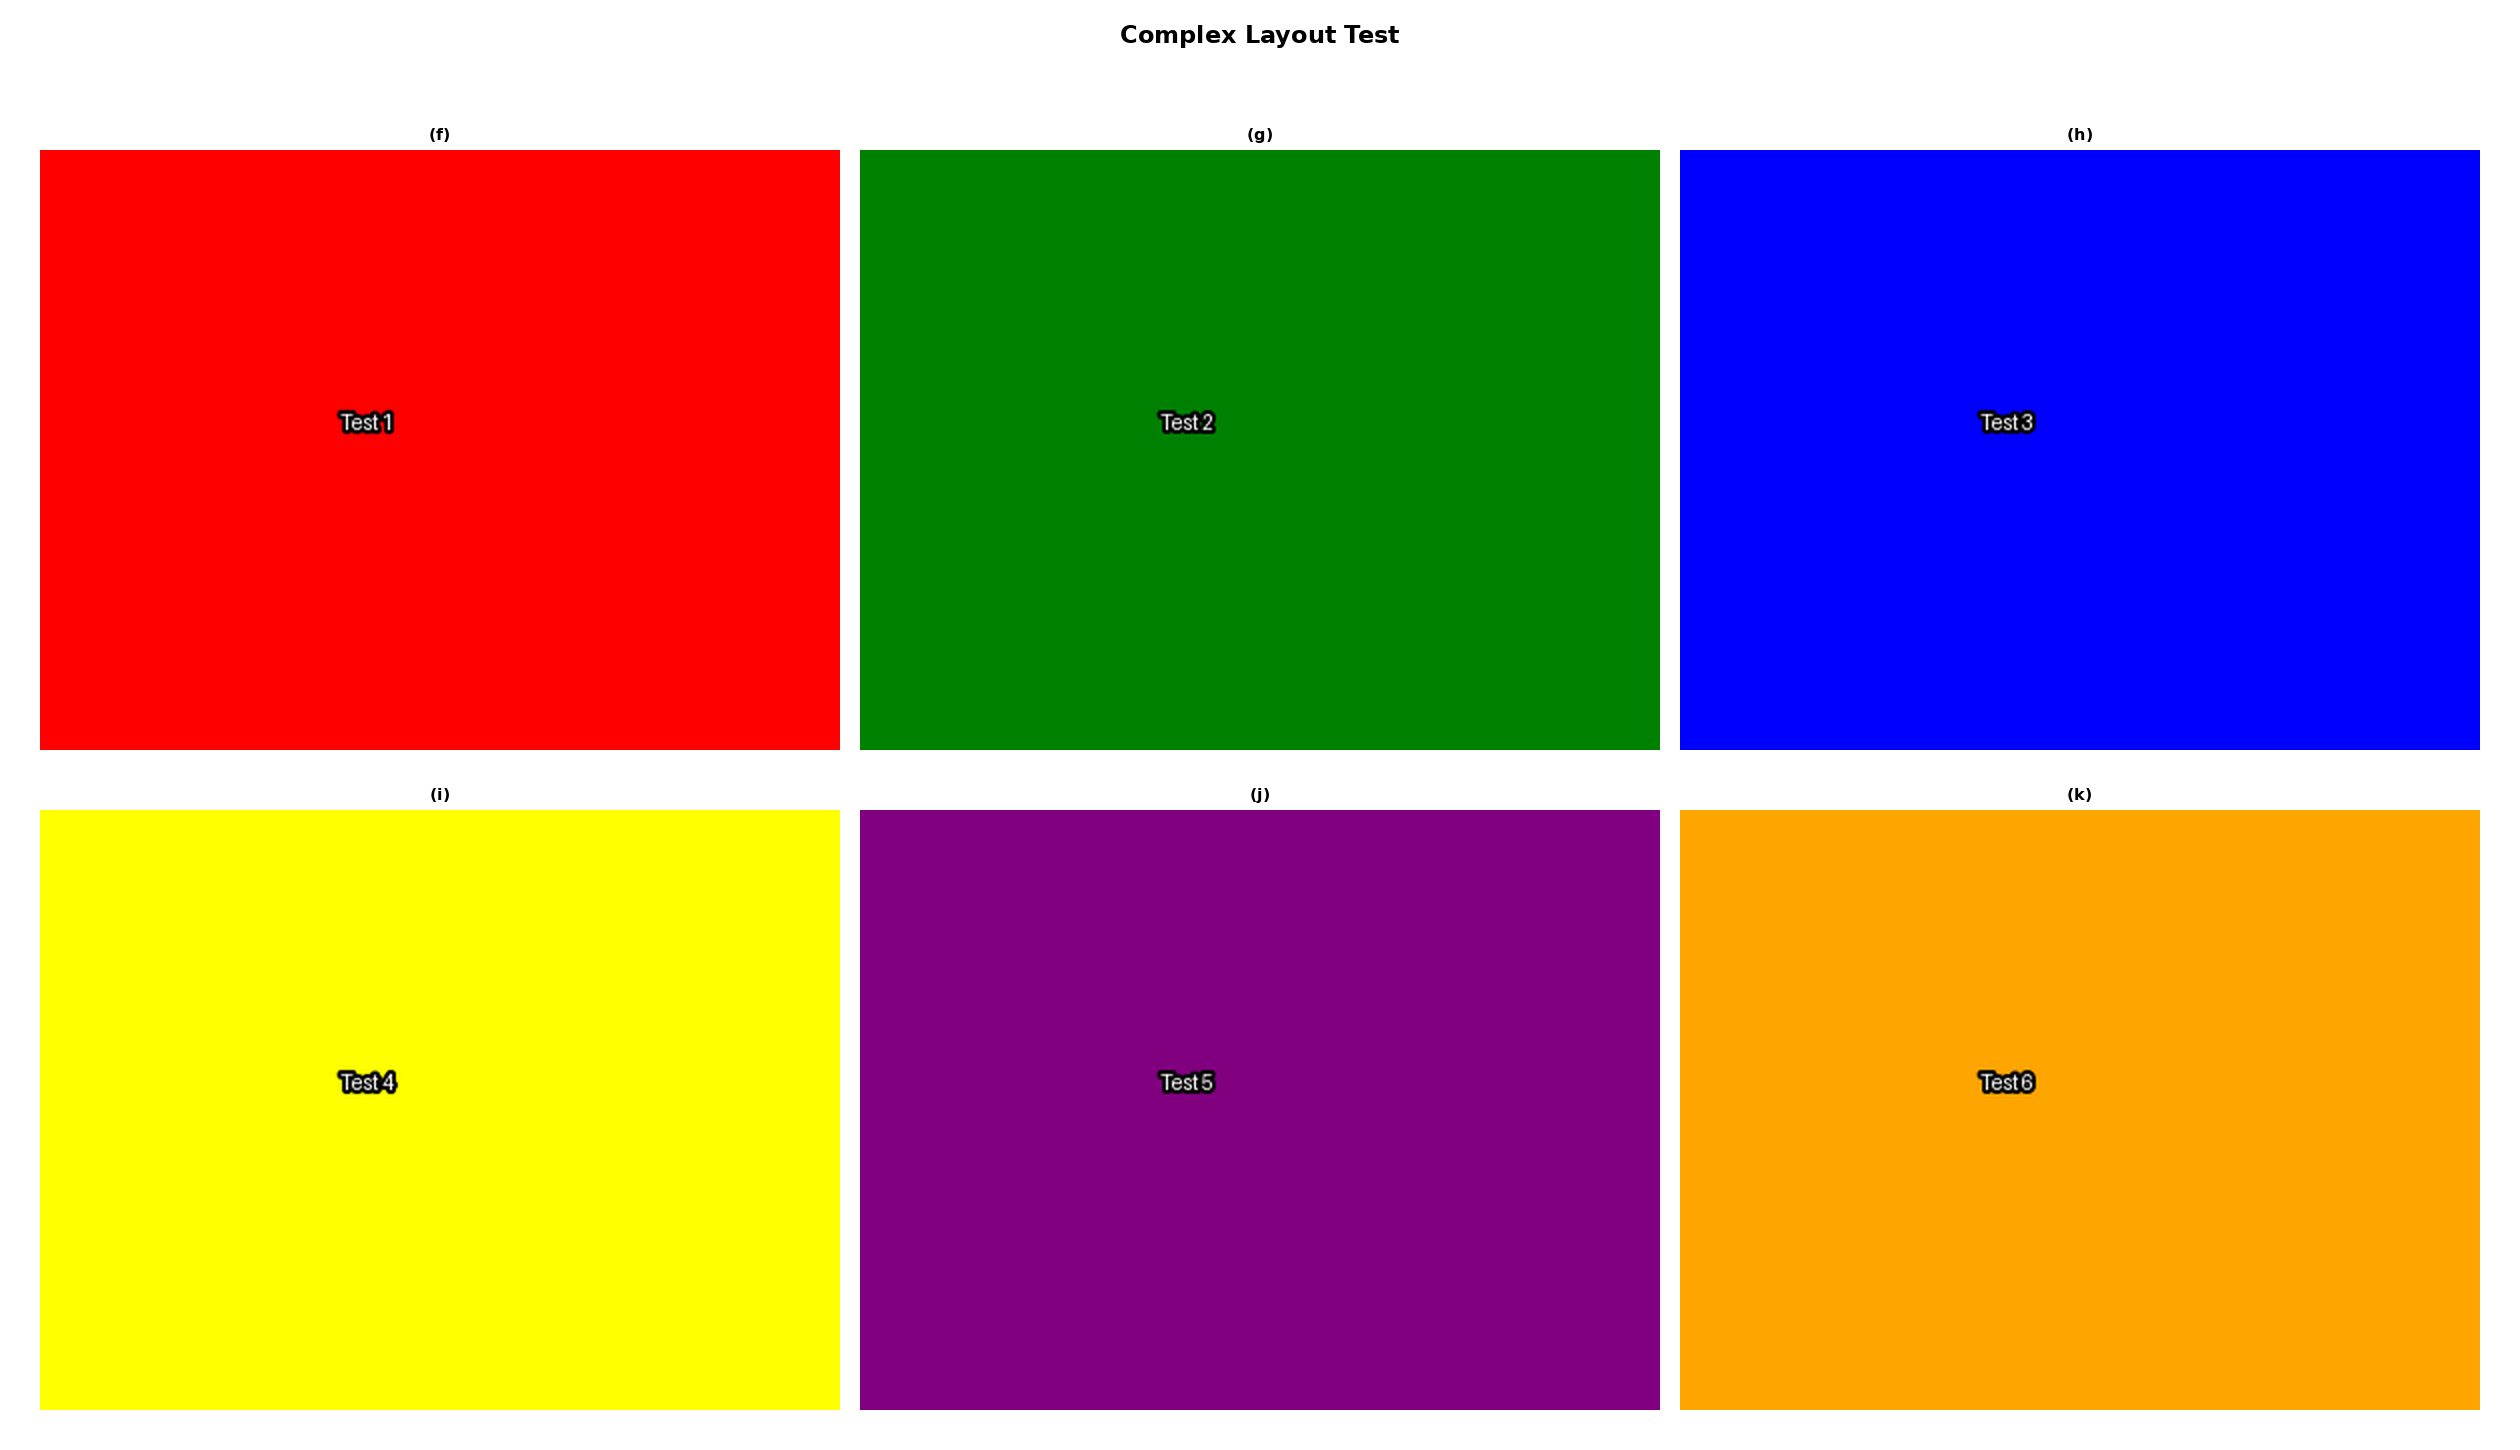 Complex Layout Test
(f)
(g)
(h)
Test 1
Test 2
Test 3
(i)
(j)
(k)
Test 4
Test 5
Test 6